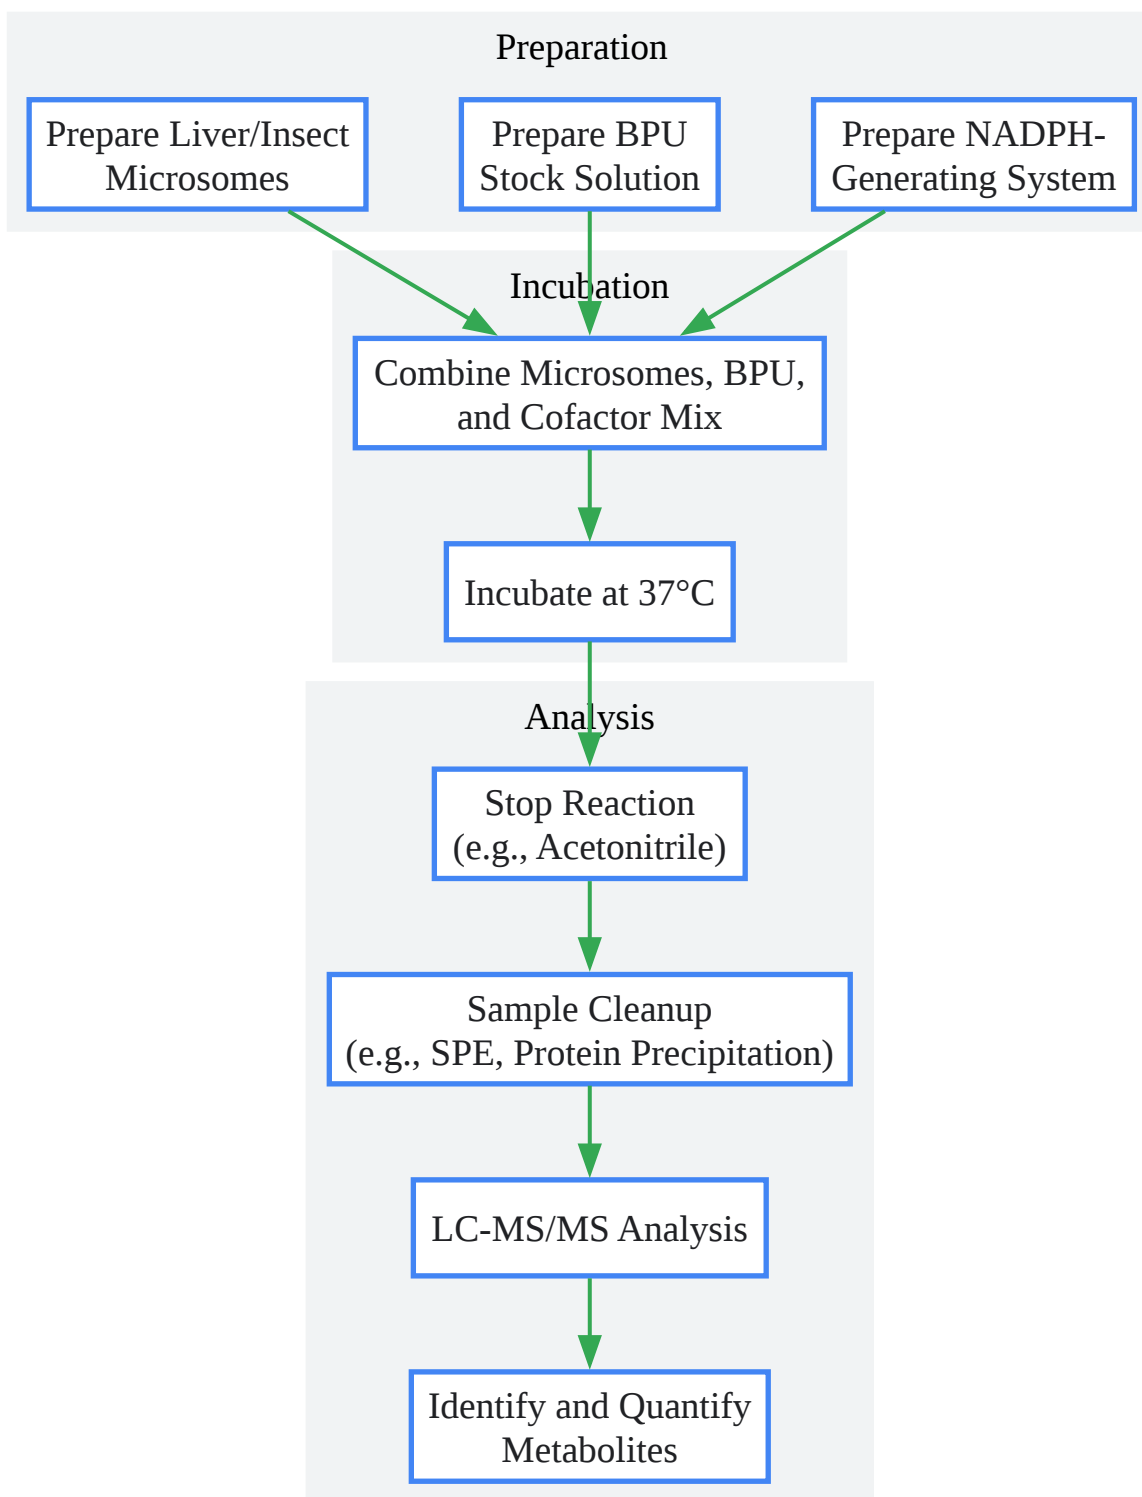 Preparation
Prepare Liver/Insect
Microsomes
Prepare BPU
Stock Solution
Prepare NADPH-
Generating System
Incubation
Combine Microsomes, BPU,
and Cofactor Mix
Incubate at 37°C
Analysis
Stop Reaction
(e.g., Acetonitrile)
Sample Cleanup
(e.g., SPE, Protein Precipitation)
LC-MS/MS Analysis
Identify and Quantify
Metabolites